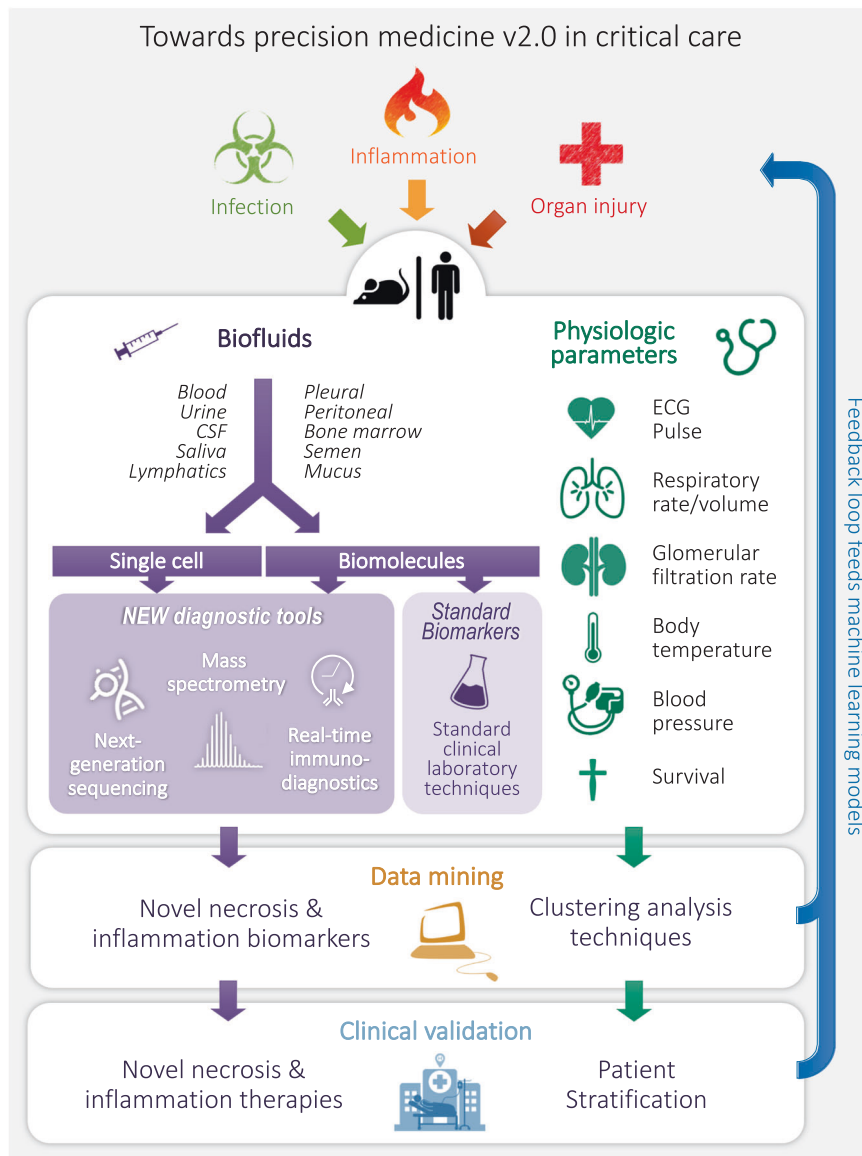 Towards precision medicine v2.0 in critical care
Inflammation
Infection
Organ injury
Biofluids
Blood
Urine
CSF
Saliva
Lymphatics
Pleural
Peritoneal
Bone marrow
Semen
Mucus
Single cell
Biomolecules
NEW diagnostic tools
Next-
generation
sequencing
Mass
spectrometry
Real-time
immuno-
diagnostics
Standard
Biomarkers
Standard
clinical
laboratory
techniques
Physiologic
parameters
ECG
Pulse
Respiratory
rate/volume
Glomerular
filtration rate
Body
temperature
Blood
pressure
Survival
Feedback loop feeds machine learning models
Data mining
Novel necrosis &
inflammation biomarkers
Clustering analysis
techniques
Clinical validation
Novel necrosis &
inflammation therapies
Patient
Stratification